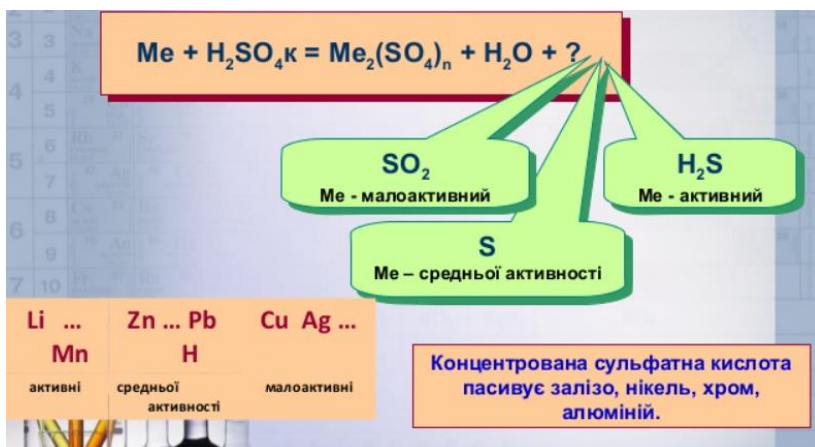 Me + H₂SO₄к = Me₂(SO₄)ₙ + H₂O + ?
SO₂
Me - малоактивний
H₂S
Me - активний
S
Me – средньої активності
Li ... Zn ... Pb Cu Ag ...
Mn H
активні средньої малоактивні
активності
Концентрована сульфатна кислота
пасивує залізо, нікель, хром,
алюміній.